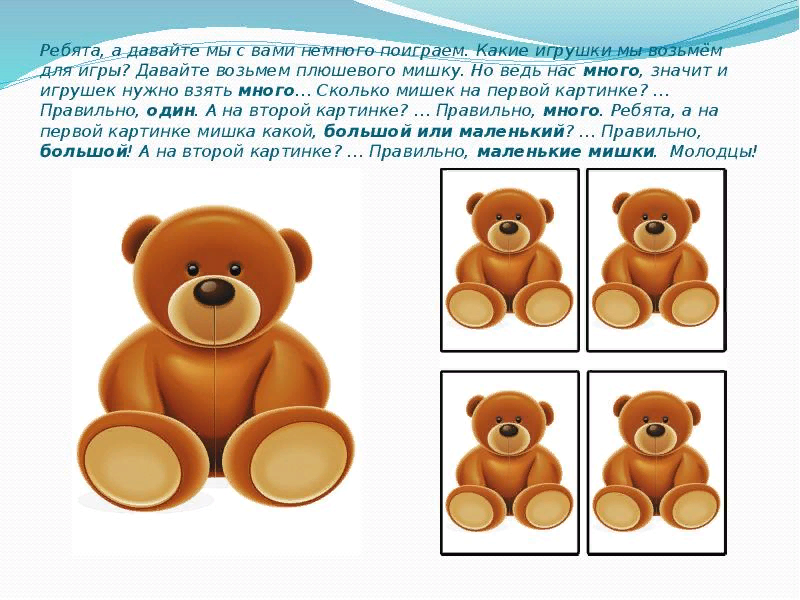 Ребята, а давайте мы с вами немного поиграем. Какие игрушки мы возьмём
для игры? Давайте возьмем плюшевого мишку. Но ведь нас много, значит и
игрушек нужно взять много... Сколько мишек на первой картинке? ...
Правильно, один. А на второй картинке? ... Правильно, много. Ребята, а на
первой картинке мишка какой, большой или маленький? ... Правильно,
большой! А на второй картинке? ... Правильно, маленькие мишки. Молодцы!